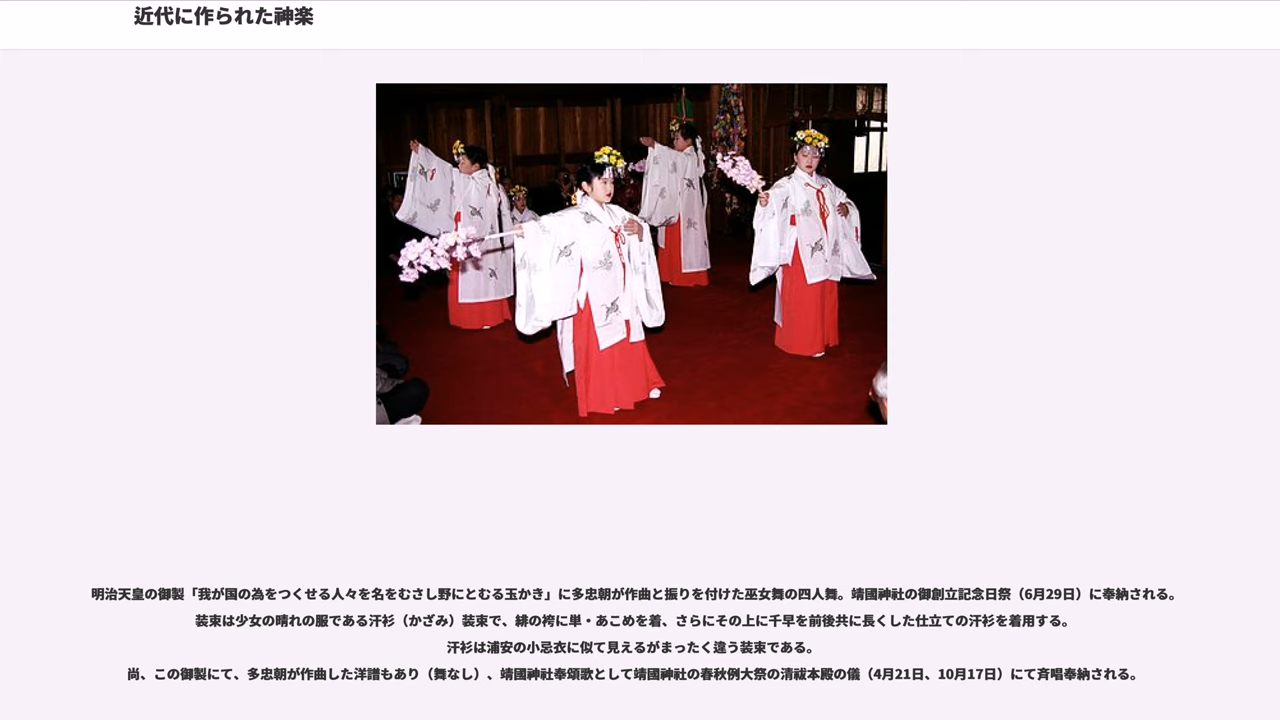 近代に作られた神楽
明治天皇の御製「我が国の為をつくせる人々を名をむさし野にとむる玉かき」に多忠朝が作曲と振りを付けた巫女舞の四人舞。靖國神社の御創立記念日祭（6月29日）に奉納される。
装束は少女の晴れの服である汗衫（かざみ）装束で、緋の袴に単・あこめを着、さらにその上に千早を前後共に長くした仕立ての汗衫を着用する。
汗衫は浦安の小忌衣に似て見えるがまったく違う装束である。
尚、この御製にて、多忠朝が作曲した洋譜もあり（舞なし）、靖國神社奉頌歌として靖國神社の春秋例大祭の清祓本殿の儀（4月21日、10月17日）にて斉唱奉納される。